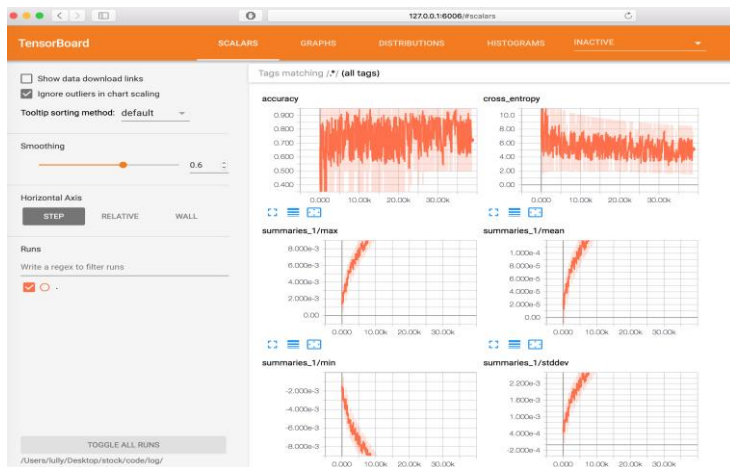 127.0.0.1:6006/#scalars
TensorBoard SCALARS GRAPHS DISTRIBUTIONS HISTOGRAMS INACTIVE
Show data download links
Ignore outliers in chart scaling
Tooltip sorting method: default
Smoothing
0.6
Horizontal Axis
STEP RELATIVE WALL
Runs
Write a regex to filter runs
.
TOGGLE ALL RUNS
/Users/lully/Desktop/stock/code/log/
Tags matching /.*/ (all tags)
accuracy
0.900
0.800
0.700
0.600
0.500
0.400
0.000 10.00k 20.00k 30.00k
cross_entropy
10.0
8.00
6.00
4.00
2.00
0.00
0.000 10.00k 20.00k 30.00k
summaries_1/max
8.000e-3
6.000e-3
4.000e-3
2.000e-3
0.00
0.000 10.00k 20.00k 30.00k
summaries_1/mean
1.000e-4
8.000e-5
6.000e-5
4.000e-5
2.000e-5
0.00
0.000 10.00k 20.00k 30.00k
summaries_1/min
-2.000e-3
-4.000e-3
-6.000e-3
-8.000e-3
0.000 10.00k 20.00k 30.00k
summaries_1/stddev
2.200e-3
1.600e-3
1.000e-3
4.000e-4
-2.000e-4
0.000 10.00k 20.00k 30.00k